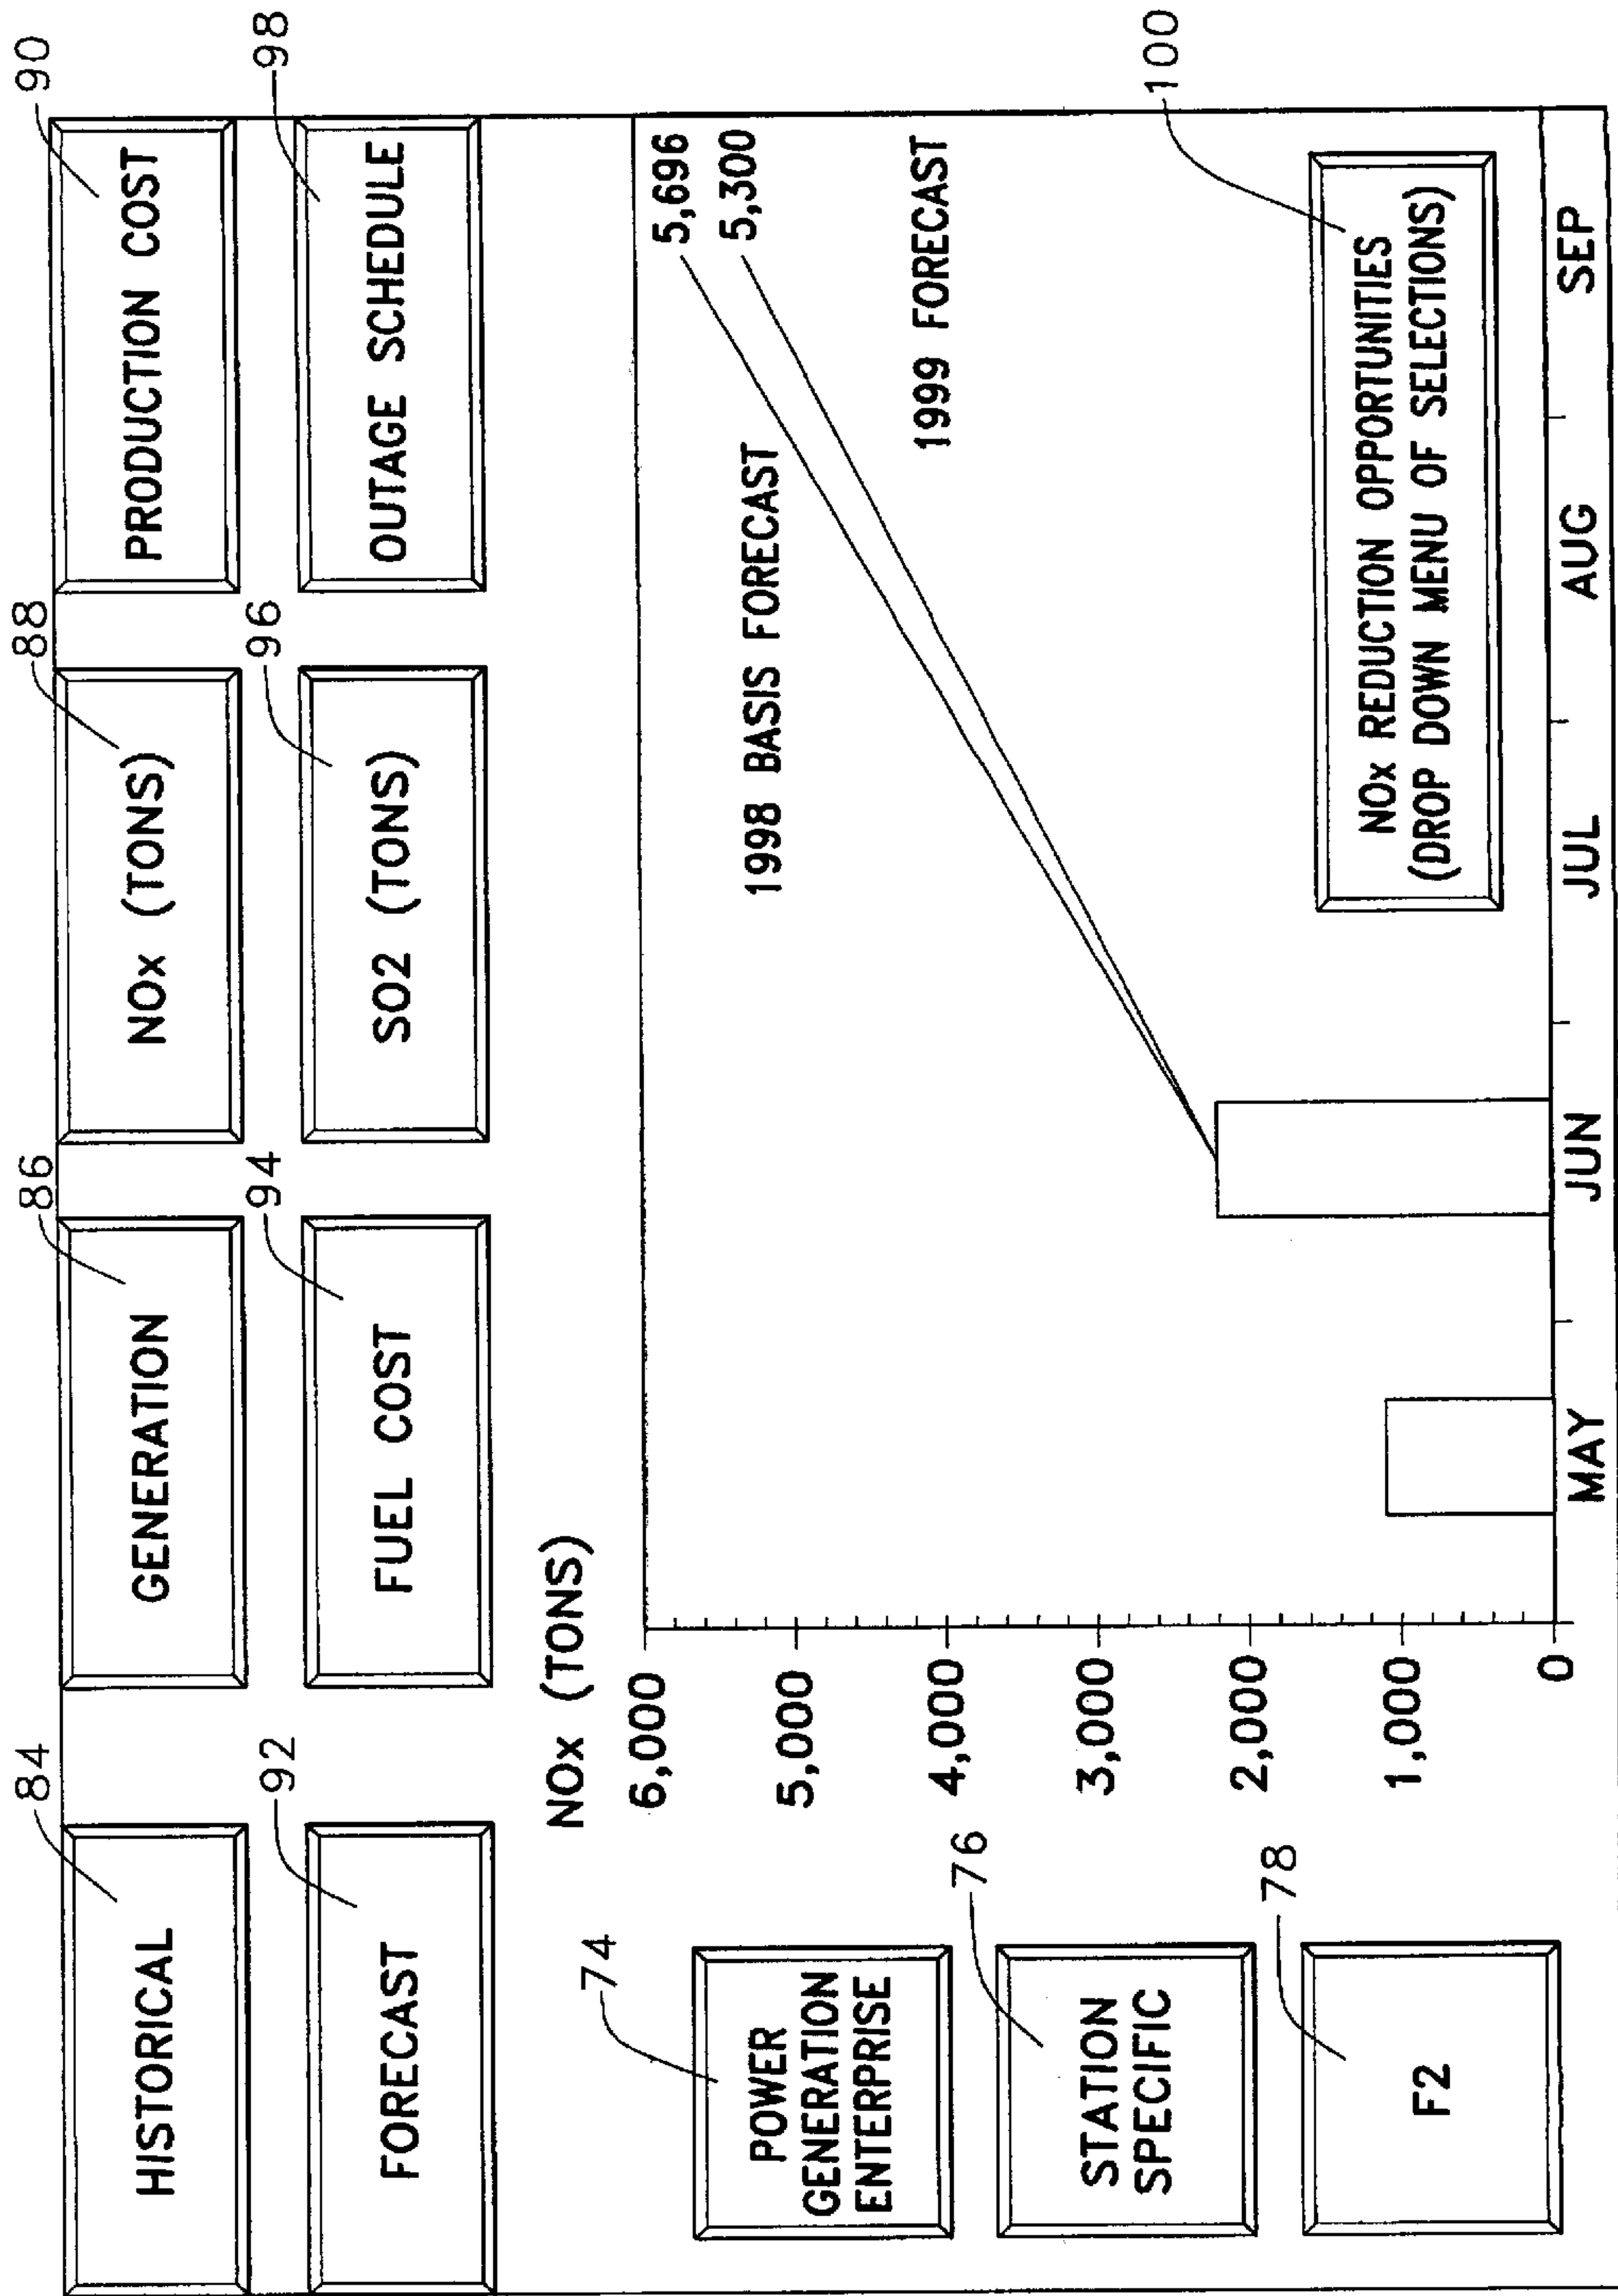 84
86
88
90
HISTORICAL
GENERATION
NOx (TONS)
PRODUCTION COST
92
94
96
98
FORECAST
FUEL COST
SO2 (TONS)
OUTAGE SCHEDULE
NOx (TONS)
74
POWER
GENERATION
ENTERPRISE
76
STATION
SPECIFIC
78
F2
6,000
5,000
4,000
3,000
2,000
1,000
0
5,696
5,300
1998 BASIS FORECAST
1999 FORECAST
100
NOx REDUCTION OPPORTUNITIES
(DROP DOWN MENU OF SELECTIONS)
MAY
JUN
JUL
AUG
SEP